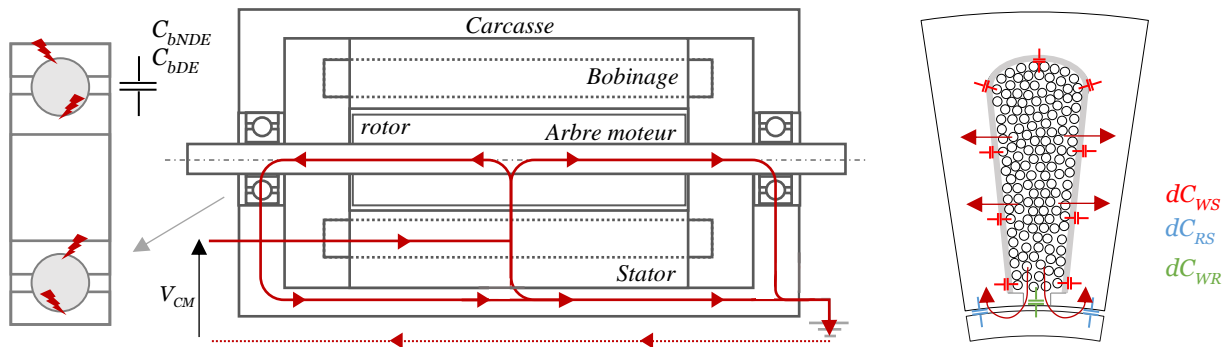 C_bNDE
C_bDE
Carcasse
Bobinage
rotor
Arbre moteur
Stator
V_CM
dC_WS
dC_RS
dC_WR